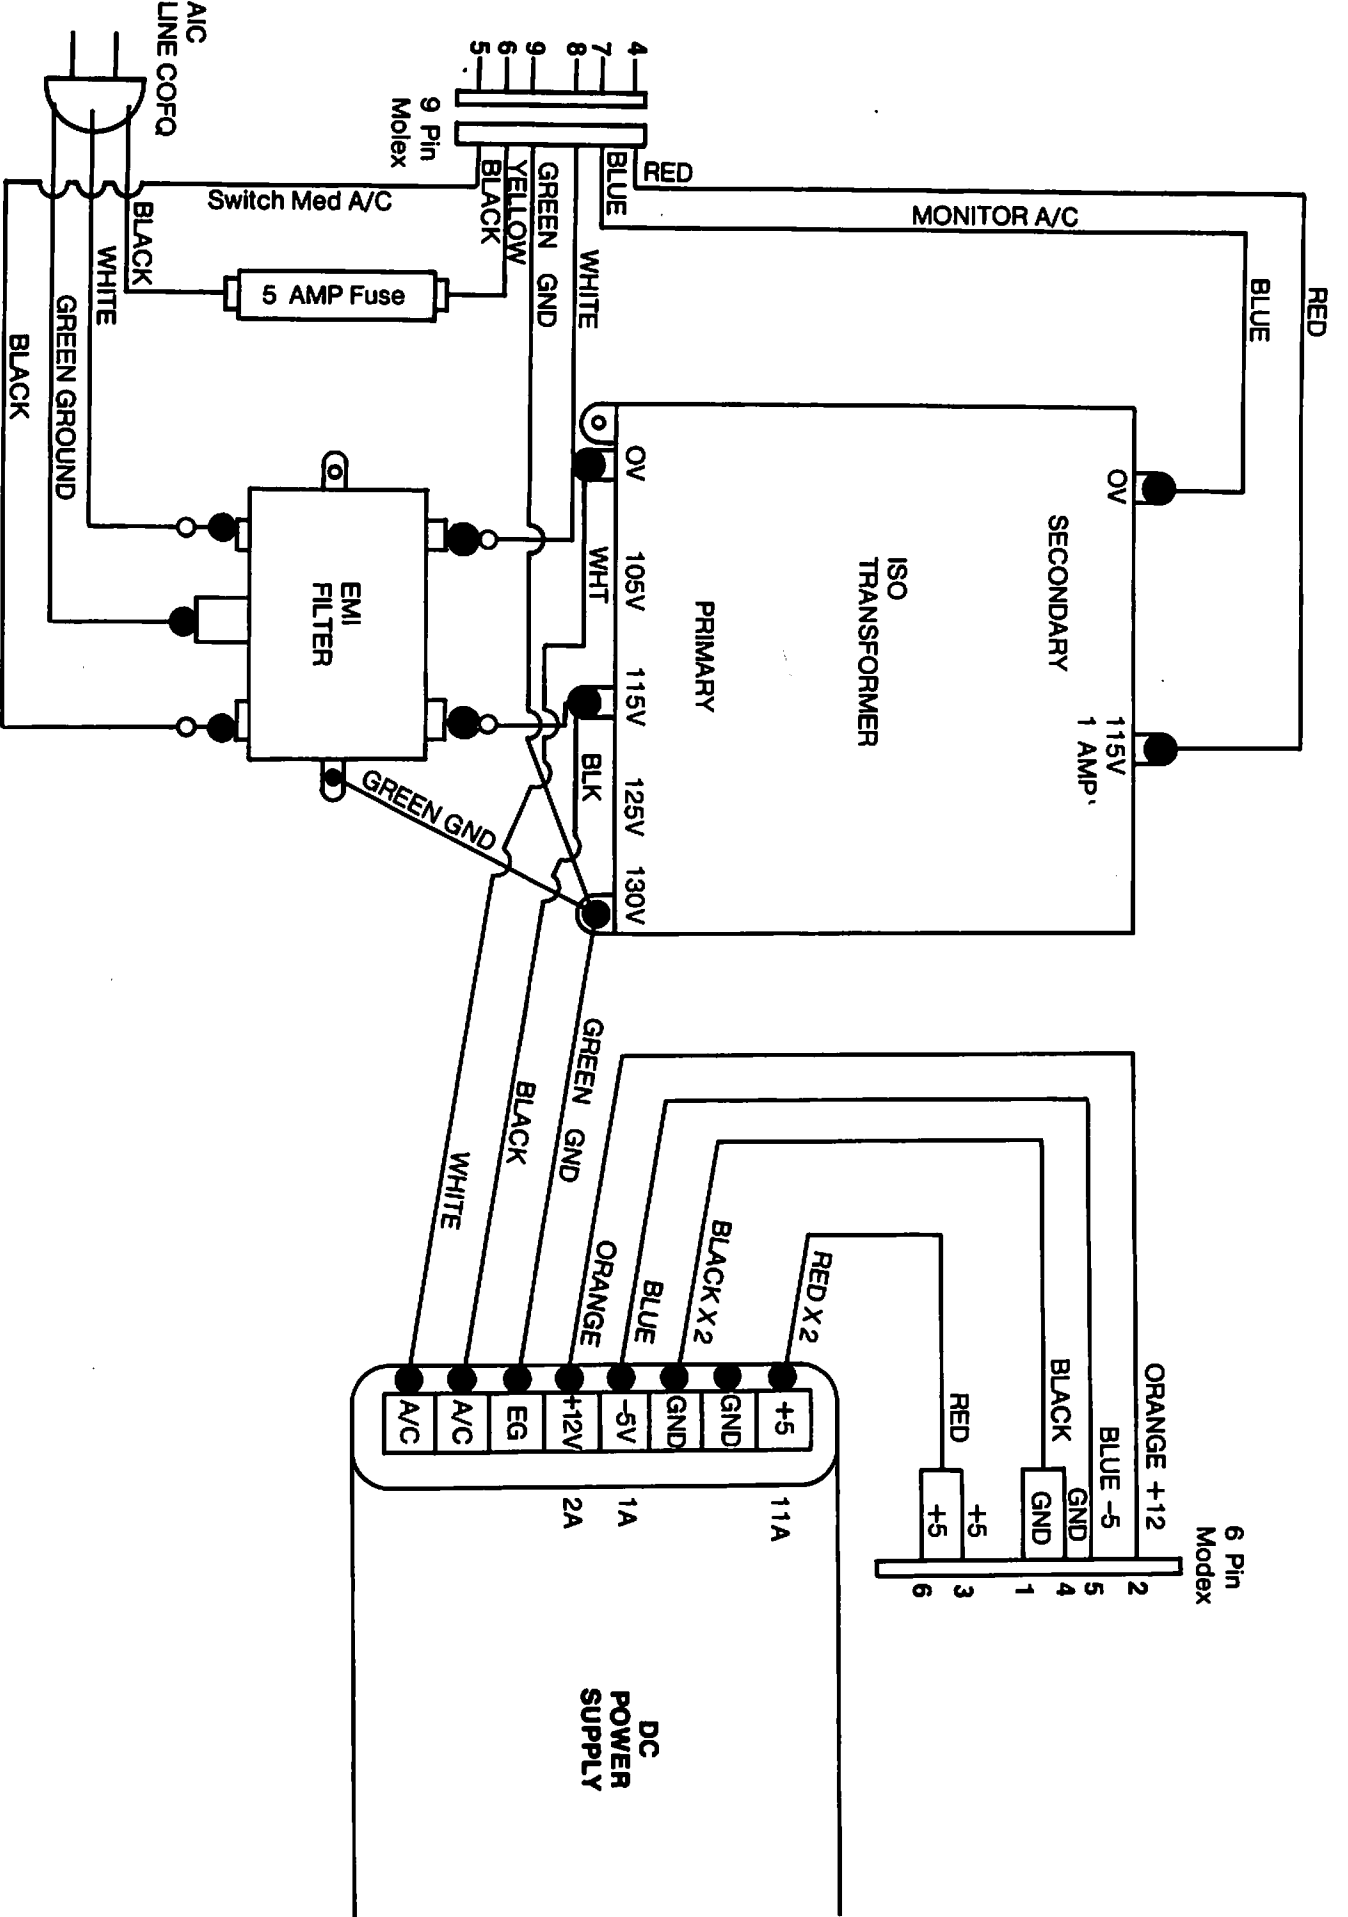 AIC
LINE COFQ
4
7
8
9
6
5
9 Pin
Molex
RED
BLUE
WHITE
GREEN GND
YELLOW
BLACK
Switch Med A/C
MONITOR A/C
RED
BLUE
BLACK
WHITE
GREEN GROUND
BLACK
5 AMP Fuse
EMI
FILTER
GREEN GND
ISO
TRANSFORMER
SECONDARY
OV
115V
1 AMP
PRIMARY
OV
105V
115V
125V
130V
WHT
BLK
GREEN GND
BLACK
WHITE
ORANGE
BLUE
BLACK X 2
RED X 2
A/C
A/C
EG
+12V
-5V
GND
GND
+5
2A
1A
11A
DC
POWER
SUPPLY
6 Pin
Modex
ORANGE +12
BLUE -5
GND
BLACK
GND
RED
+5
+5
2
5
4
1
3
6